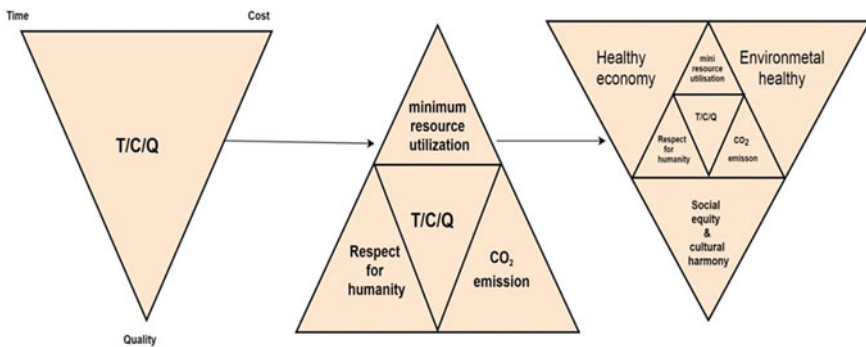 Time
Cost
T/C/Q
Quality
minimum
resource
utilization
T/C/Q
Respect
for
humanity
CO₂
emission
Healthy
economy
Environmetal
healthy
mini
resource
utilisation
T/C/Q
Respect
for
humanity
CO₂
emisson
Social
equity
&
cultural
harmony